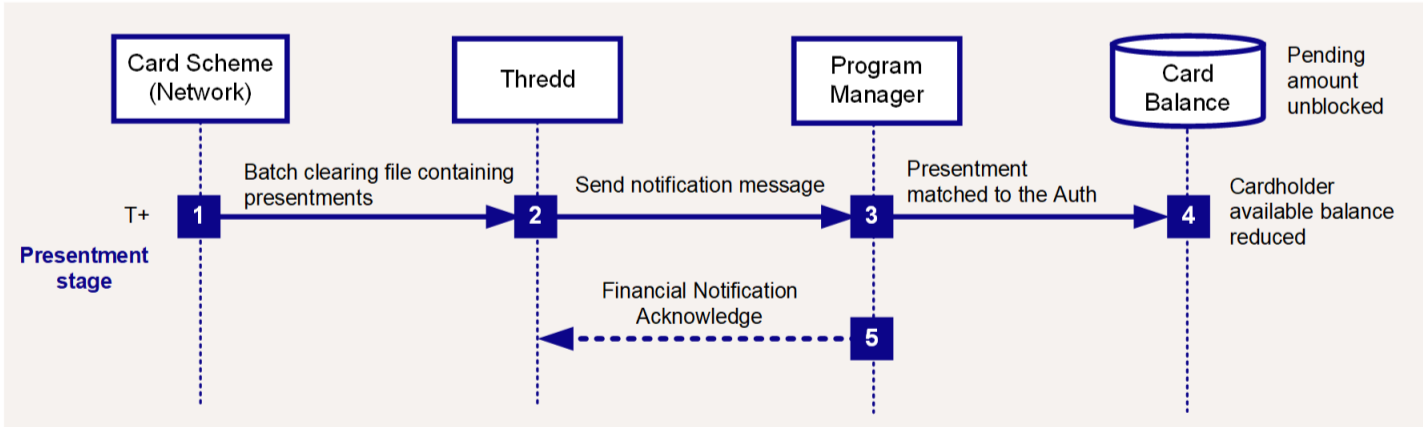 Card Scheme
(Network)
Thredd
Program
Manager
Card
Balance
Pending
amount
unblocked
T+
Presentment
stage
1
Batch clearing file containing
presentments
2
Send notification message
3
Presentment
matched to the Auth
4
Cardholder
available balance
reduced
Financial Notification
Acknowledge
5